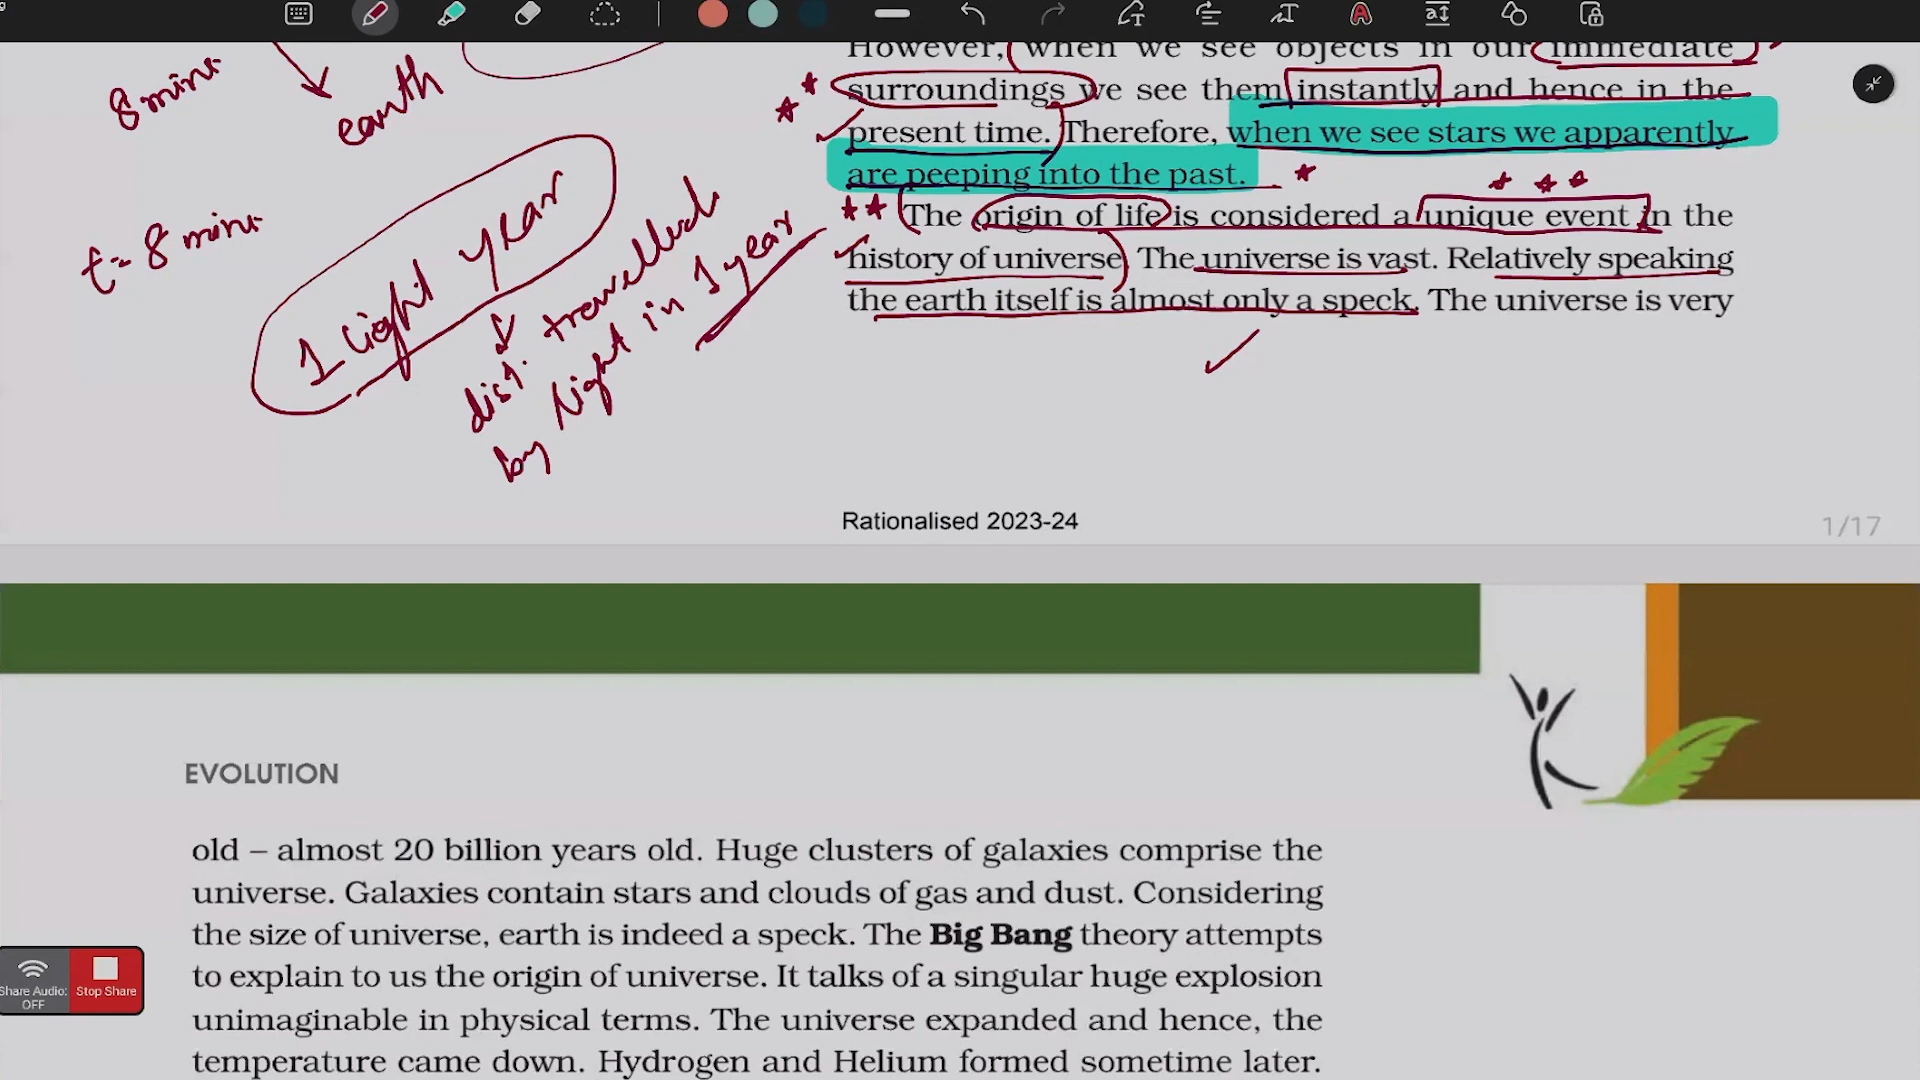 However, when we see objects in our immediate
surroundings we see them instantly and hence in the
present time. Therefore, when we see stars we apparently
are peeping into the past.
The origin of life is considered a unique event in the
history of universe. The universe is vast. Relatively speaking
the earth itself is almost only a speck. The universe is very
8 mins
earth
t = 8 mins
1 light year
dist. travelled
by light in 1 year
Rationalised 2023-24
1/17
EVOLUTION
old – almost 20 billion years old. Huge clusters of galaxies comprise the
universe. Galaxies contain stars and clouds of gas and dust. Considering
the size of universe, earth is indeed a speck. The Big Bang theory attempts
to explain to us the origin of universe. It talks of a singular huge explosion
unimaginable in physical terms. The universe expanded and hence, the
temperature came down. Hydrogen and Helium formed sometime later.
Share Audio:
OFF
Stop Share